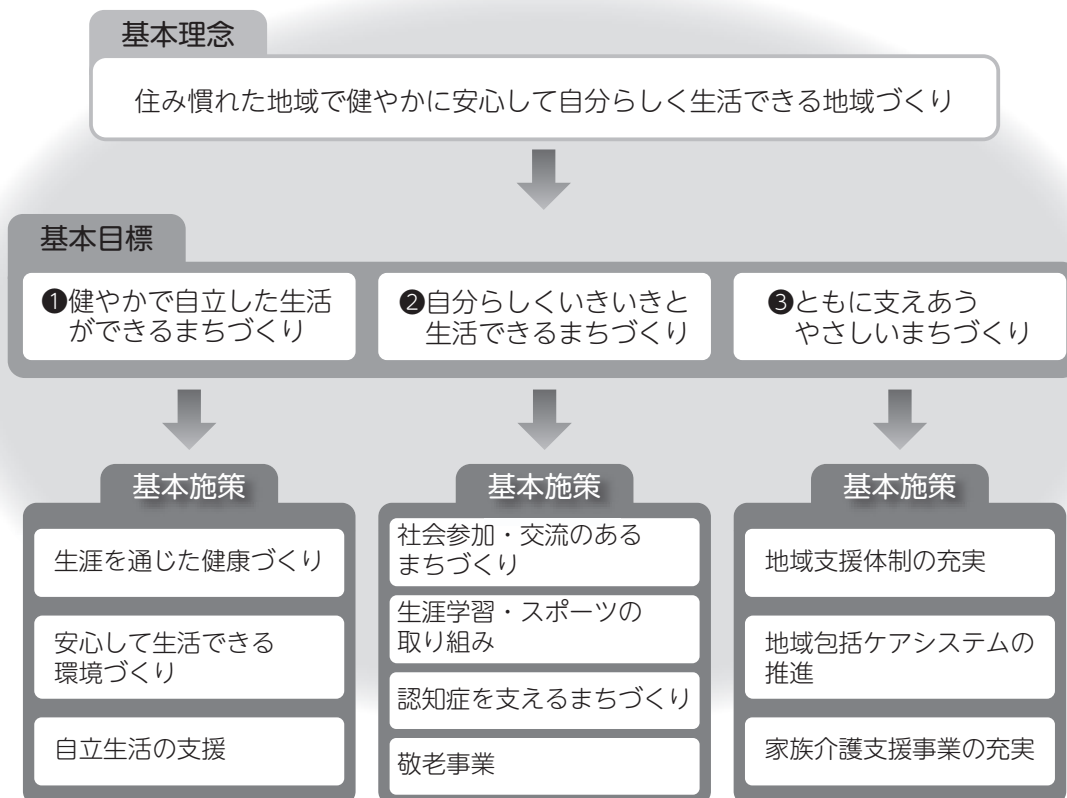 基本理念
住み慣れた地域で健やかに安心して自分らしく生活できる地域づくり
基本目標
❶健やかで自立した生活
ができるまちづくり
❷自分らしくいきいきと
生活できるまちづくり
❸ともに支えあう
やさしいまちづくり
基本施策
生涯を通じた健康づくり
安心して生活できる
環境づくり
自立生活の支援
基本施策
社会参加・交流のある
まちづくり
生涯学習・スポーツの
取り組み
認知症を支えるまちづくり
敬老事業
基本施策
地域支援体制の充実
地域包括ケアシステムの
推進
家族介護支援事業の充実